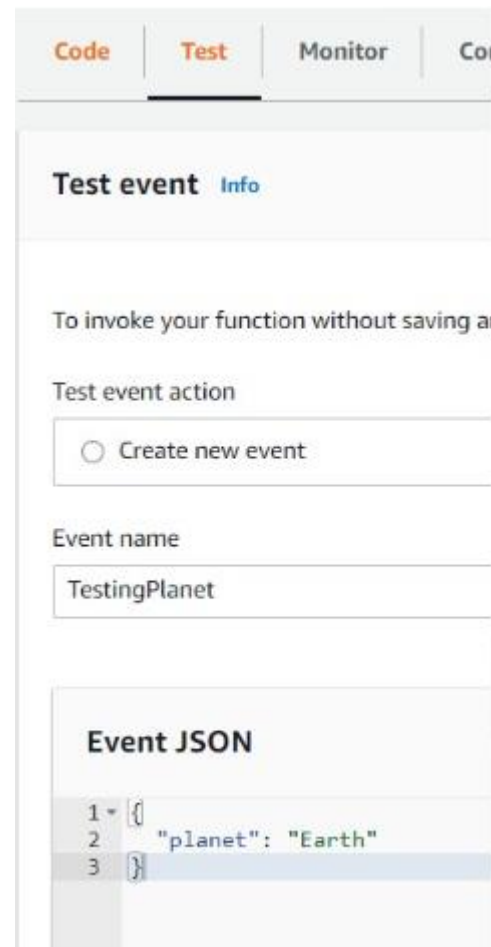 Code Test Monitor Co
Test event Info
To invoke your function without saving a
Test event action
Create new event
Event name
TestingPlanet
Event JSON
1 {
2 "planet": "Earth"
3 }